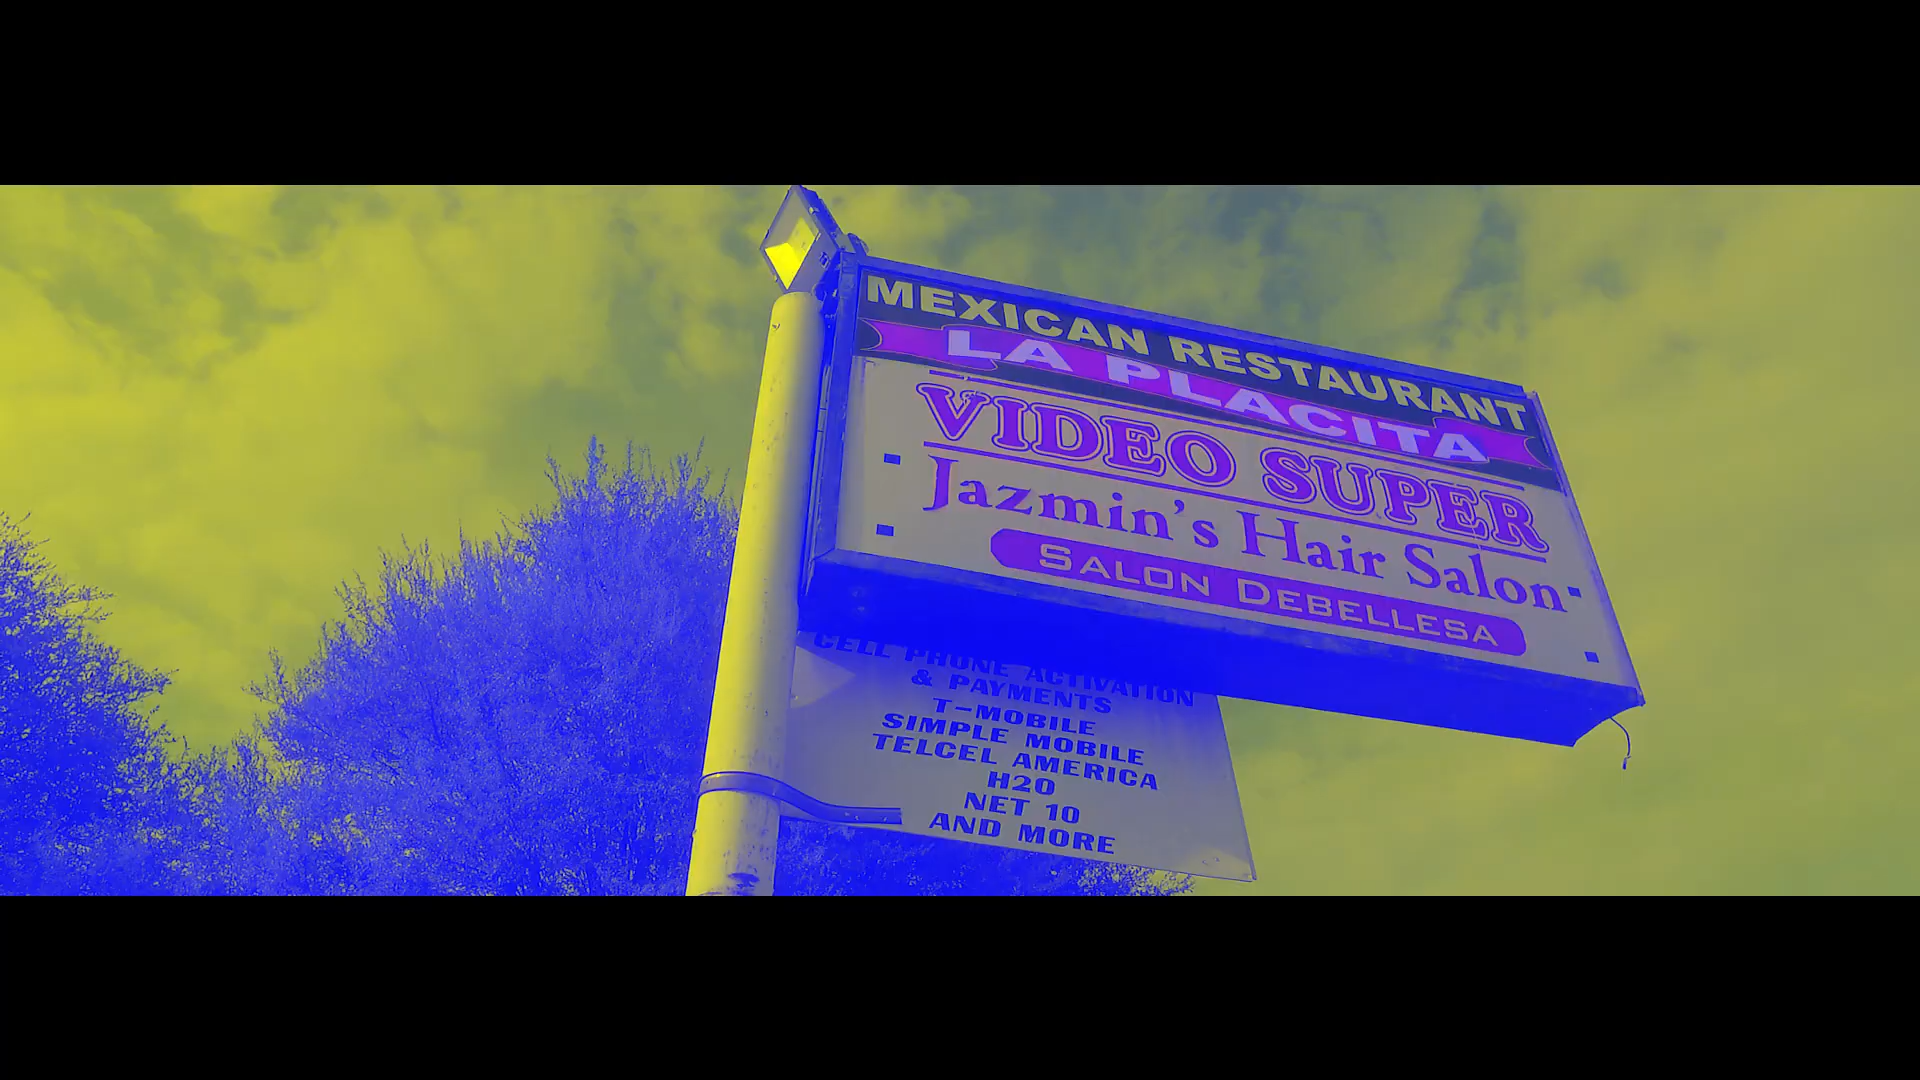 MEXICAN RESTAURANT
LA PLACITA
VIDEO SUPER
Jazmin's Hair Salon
SALON DEBELLESA
CELL PHONE ACTIVATION
& PAYMENTS
T-MOBILE
SIMPLE MOBILE
TELCEL AMERICA
H2O
NET 10
AND MORE